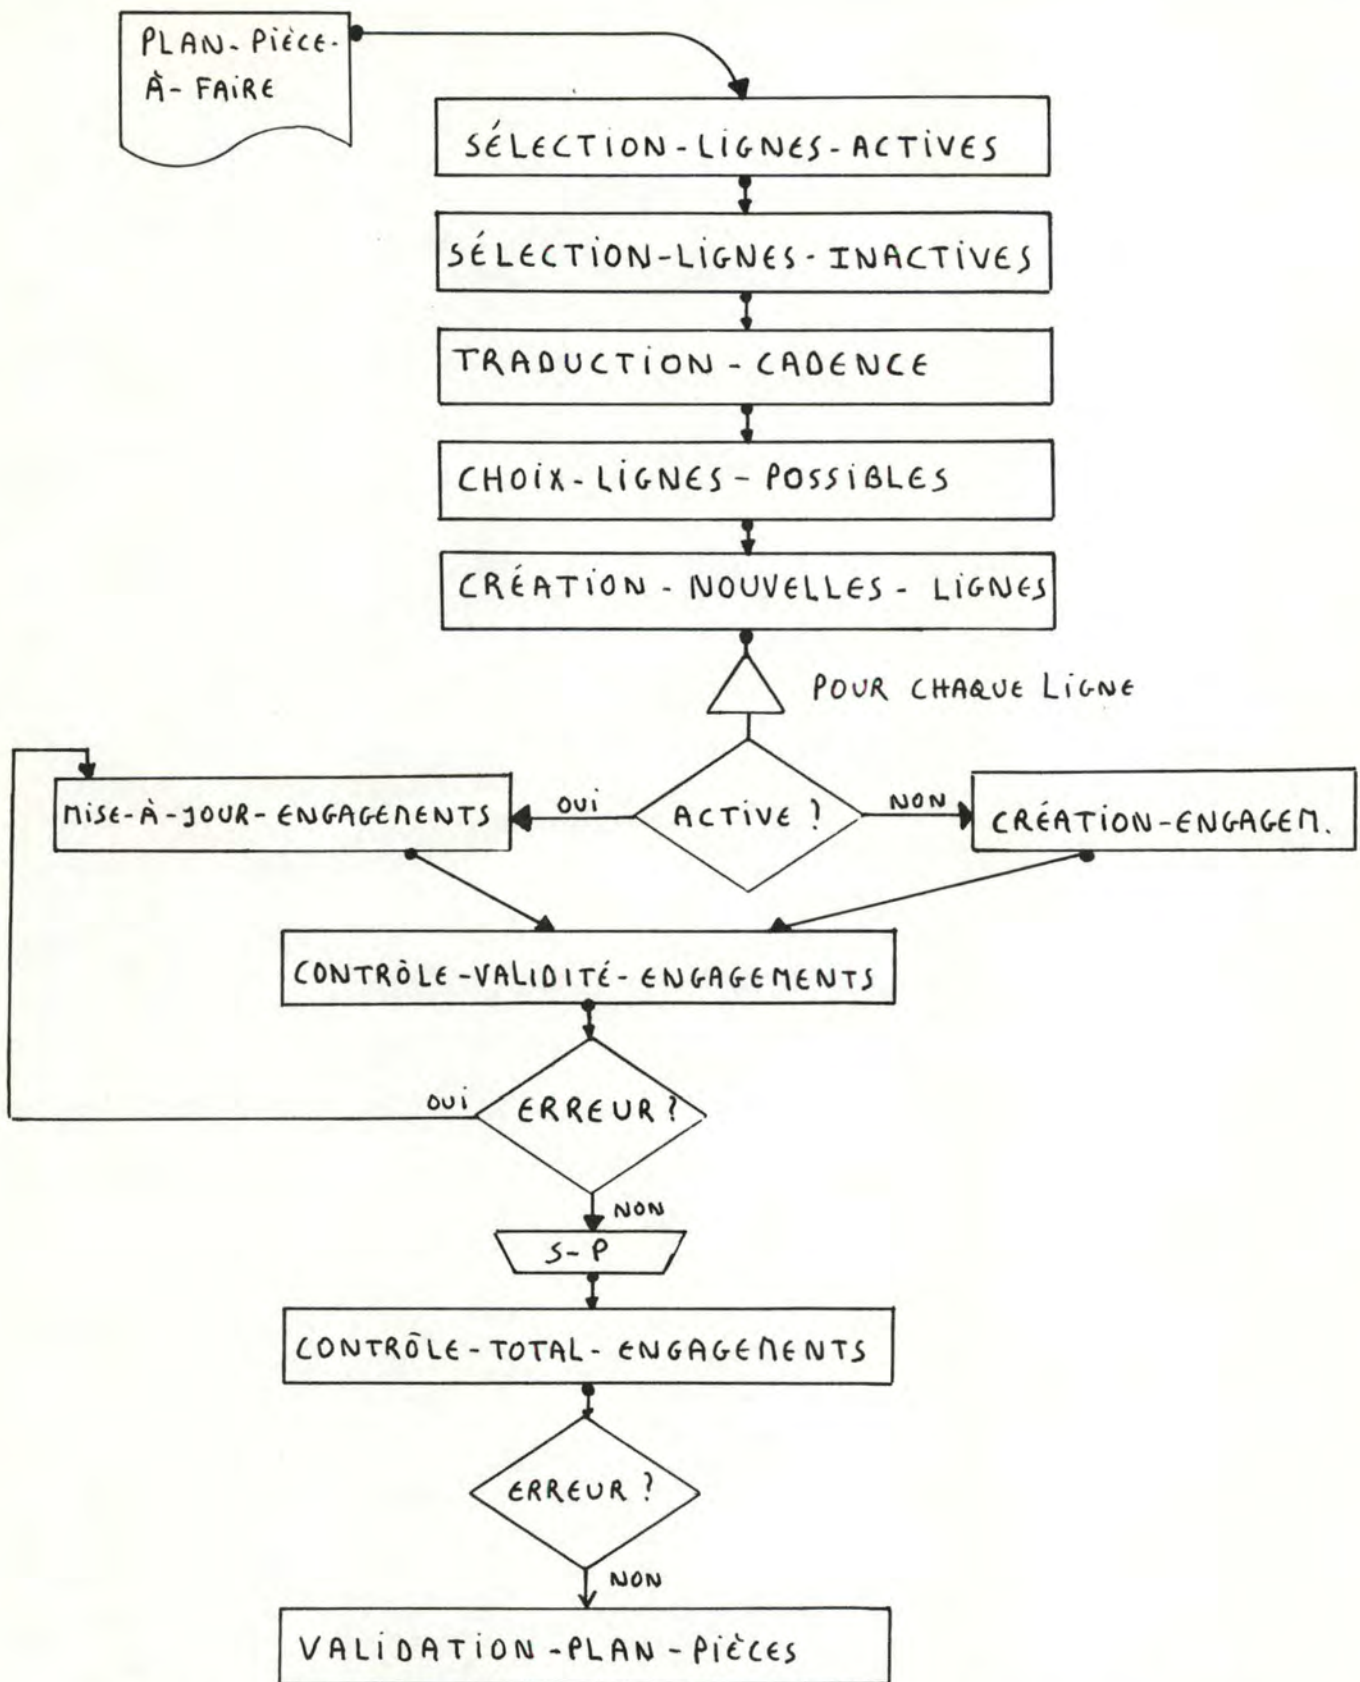 PLAN-PIÈCE-
À-FAIRE
SÉLECTION-LIGNES-ACTIVES
SÉLECTION-LIGNES-INACTIVES
TRADUCTION-CADENCE
CHOIX-LIGNES-POSSIBLES
CRÉATION-NOUVELLES-LIGNES
POUR CHAQUE LIGNE
MISE-À-JOUR-ENGAGEMENTS
OUI
ACTIVE ?
NON
CRÉATION-ENGAGEM.
CONTRÔLE-VALIDITÉ-ENGAGEMENTS
OUI
ERREUR ?
NON
S-P
CONTRÔLE-TOTAL-ENGAGEMENTS
ERREUR ?
NON
VALIDATION-PLAN-PIÈCES